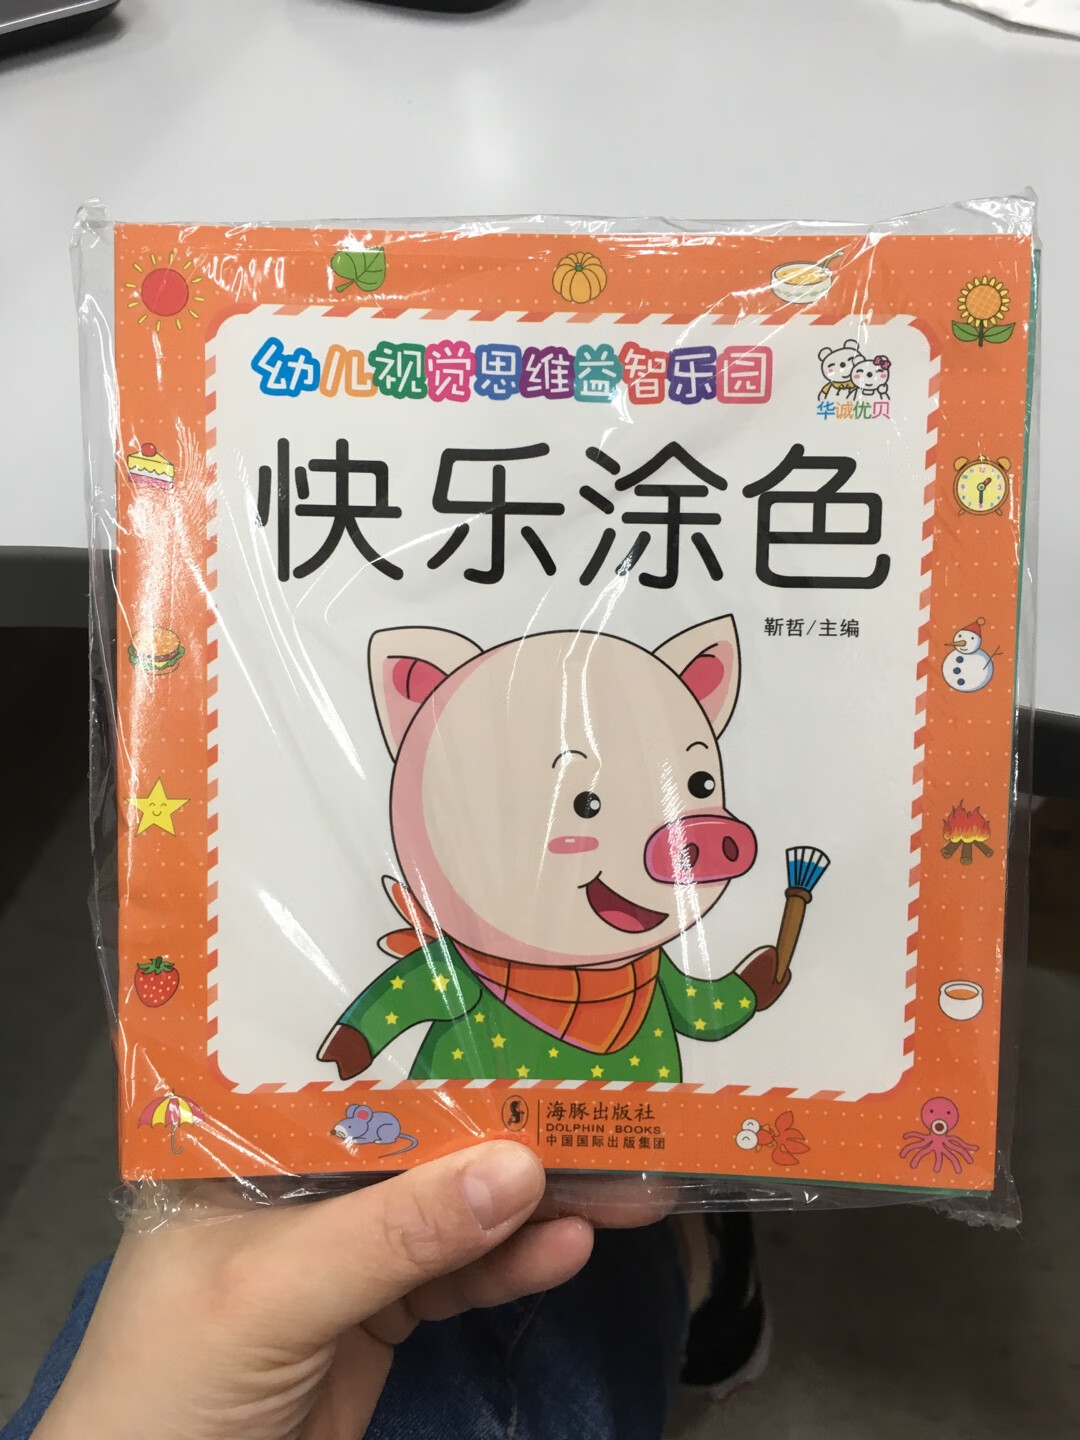 幼儿视觉思维益智乐园
华诚优贝
快乐涂色
靳哲/主编
海豚出版社
DOLPHIN BOOKS
中国国际出版集团